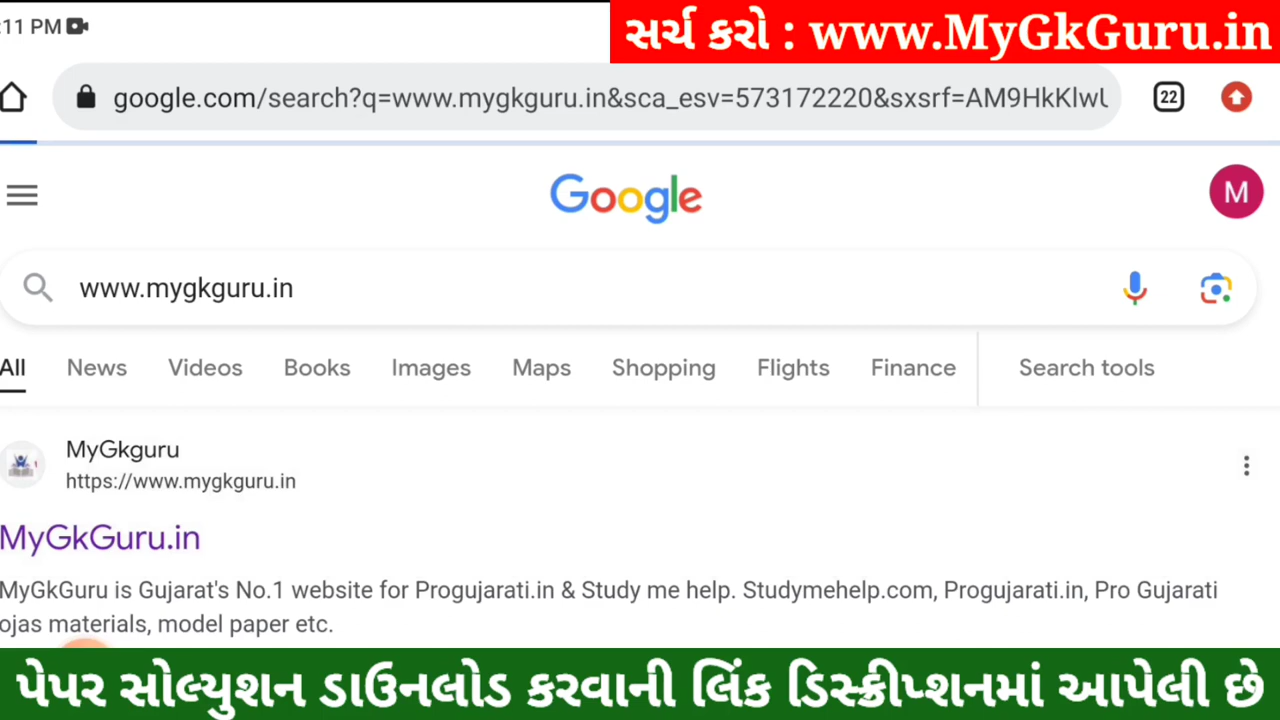 :11 PM
સર્ચ કરો : www.MyGkGuru.in
google.com/search?q=www.mygkguru.in&sca_esv=573172220&sxsrf=AM9HkKlwU
22
Google
M
www.mygkguru.in
All News Videos Books Images Maps Shopping Flights Finance Search tools
MyGkguru
https://www.mygkguru.in
MyGkGuru.in
MyGkGuru is Gujarat's No.1 website for Progujarati.in & Study me help. Studymehelp.com, Progujarati.in, Pro Gujarati
ojas materials, model paper etc.
પેપર સોલ્યુશન ડાઉનલોડ કરવાની લિંક ડિસ્ક્રીપ્શનમાં આપેલી છે